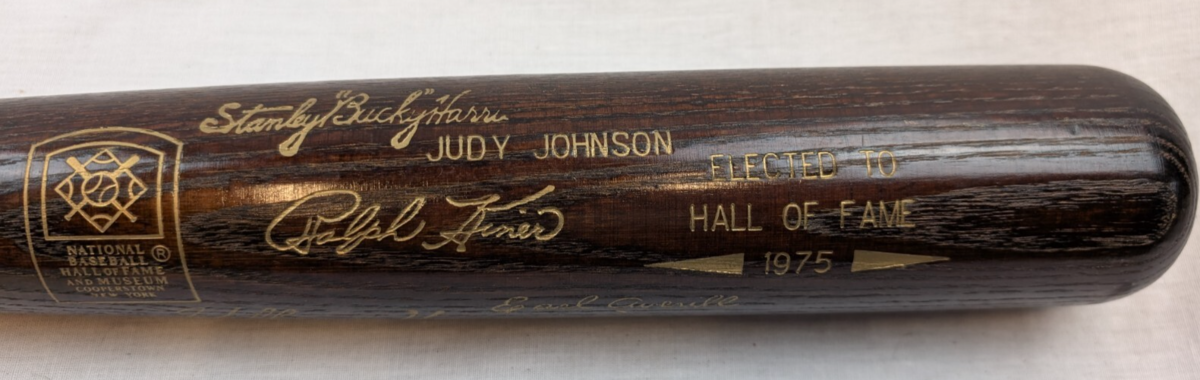 Stanley "Bucky" Harris
JUDY JOHNSON
Ralph Kiner
ELECTED TO
HALL OF FAME
1975
Earl Averill
NATIONAL
BASEBALL
HALL OF FAME
AND MUSEUM
COOPERSTOWN
NEW YORK
®